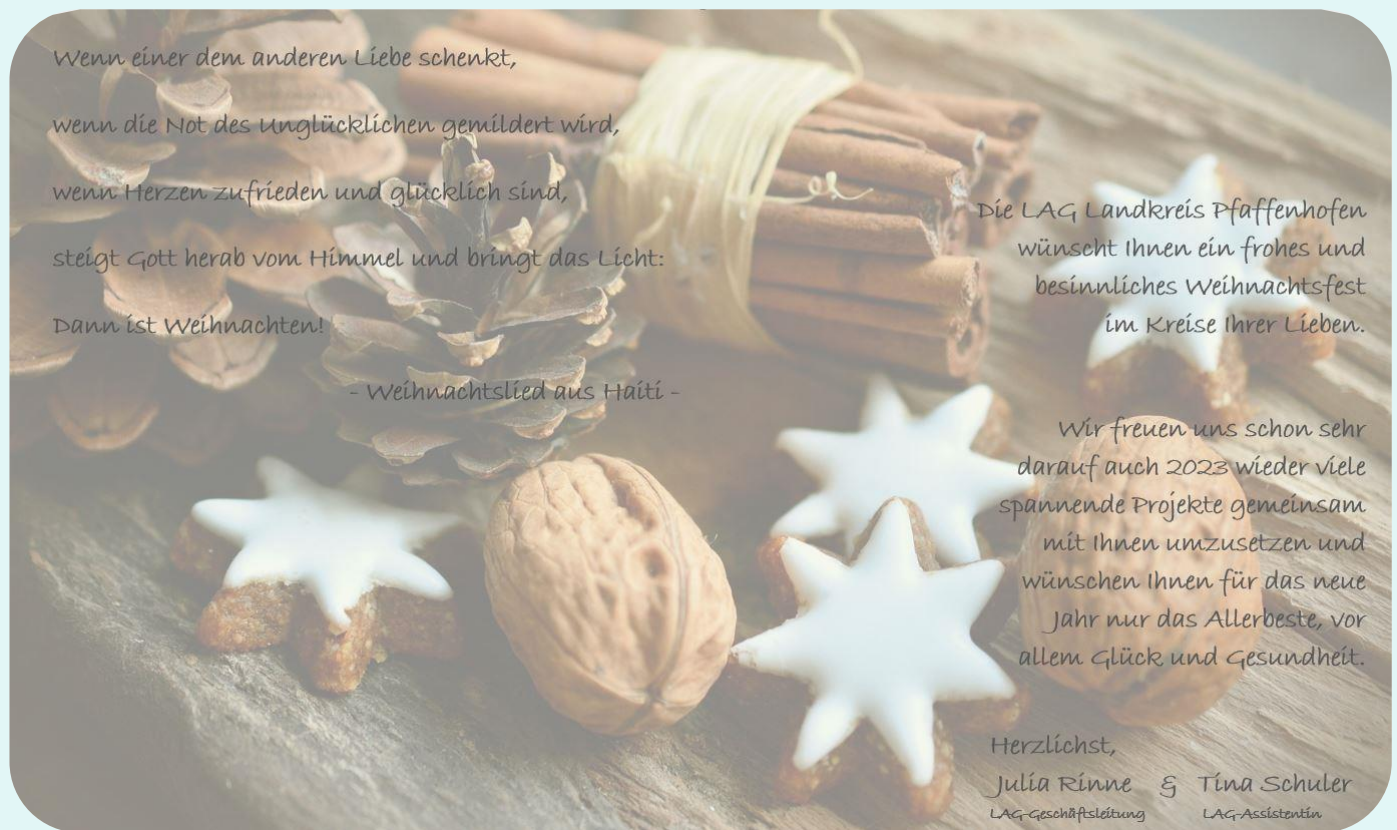 Wenn einer dem anderen Liebe schenkt,
wenn die Not des Unglücklichen gemildert wird,
wenn Herzen zufrieden und glücklich sind,
steigt Gott herab vom Himmel und bringt das Licht:
Dann ist Weihnachten!
- Weihnachtslied aus Haiti -
Die LAG Landkreis Pfaffenhofen
wünscht Ihnen ein frohes und
besinnliches Weihnachtsfest
im Kreise Ihrer Lieben.
Wir freuen uns schon sehr
darauf auch 2023 wieder viele
spannende Projekte gemeinsam
mit Ihnen umzusetzen und
wünschen Ihnen für das neue
Jahr nur das Allerbeste, vor
allem Glück und Gesundheit.
Herzlichst,
Julia Rinne & Tina Schuler
LAG-Geschäftsleitung LAG-Assistentin